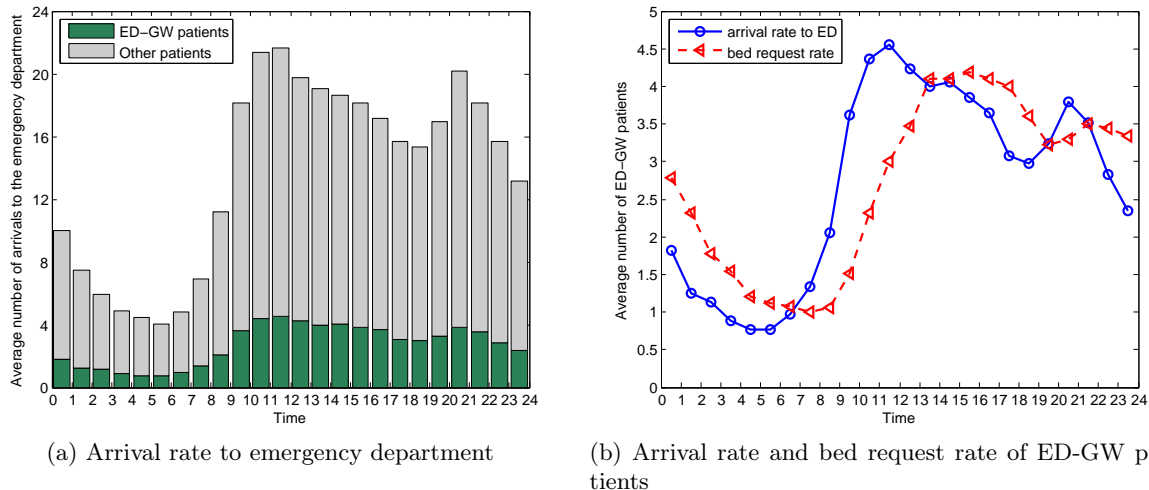 24
20
16
12
8
4
0
Average number of arrivals to the emergency department
ED−GW patients
Other patients
0 1 2 3 4 5 6 7 8 9 10 11 12 13 14 15 16 17 18 19 20 21 22 23 24
Time
(a) Arrival rate to emergency department
5
4.5
4
3.5
3
2.5
2
1.5
1
0.5
0
Average number of ED−GW patients
arrival rate to ED
bed request rate
0 1 2 3 4 5 6 7 8 9 10 11 12 13 14 15 16 17 18 19 20 21 22 23 24
Time
(b) Arrival rate and bed request rate of ED-GW p
tients